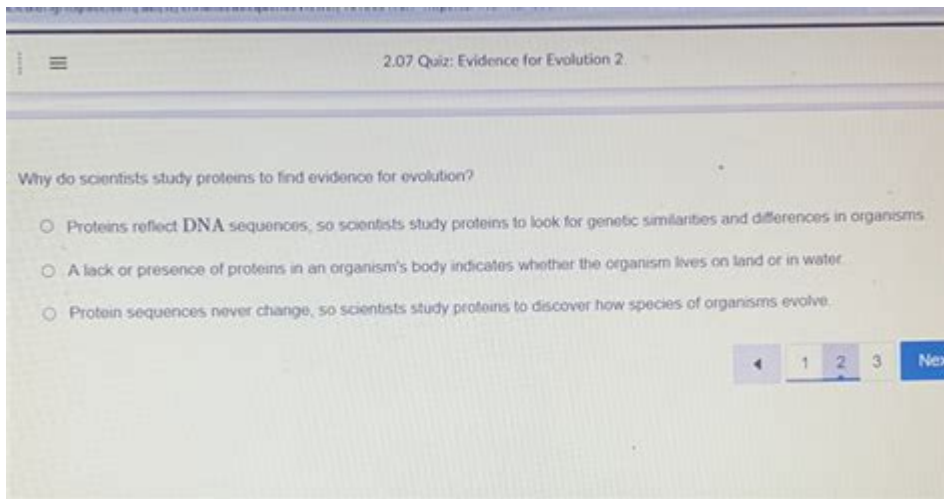 2.07 Quiz: Evidence for Evolution 2
Why do scientists study proteins to find evidence for evolution?
Proteins reflect DNA sequences, so scientists study proteins to look for genetic similarities and differences in organisms.
A lack or presence of proteins in an organism's body indicates whether the organism lives on land or in water.
Protein sequences never change, so scientists study proteins to discover how species of organisms evolve.
1 2 3 Nex